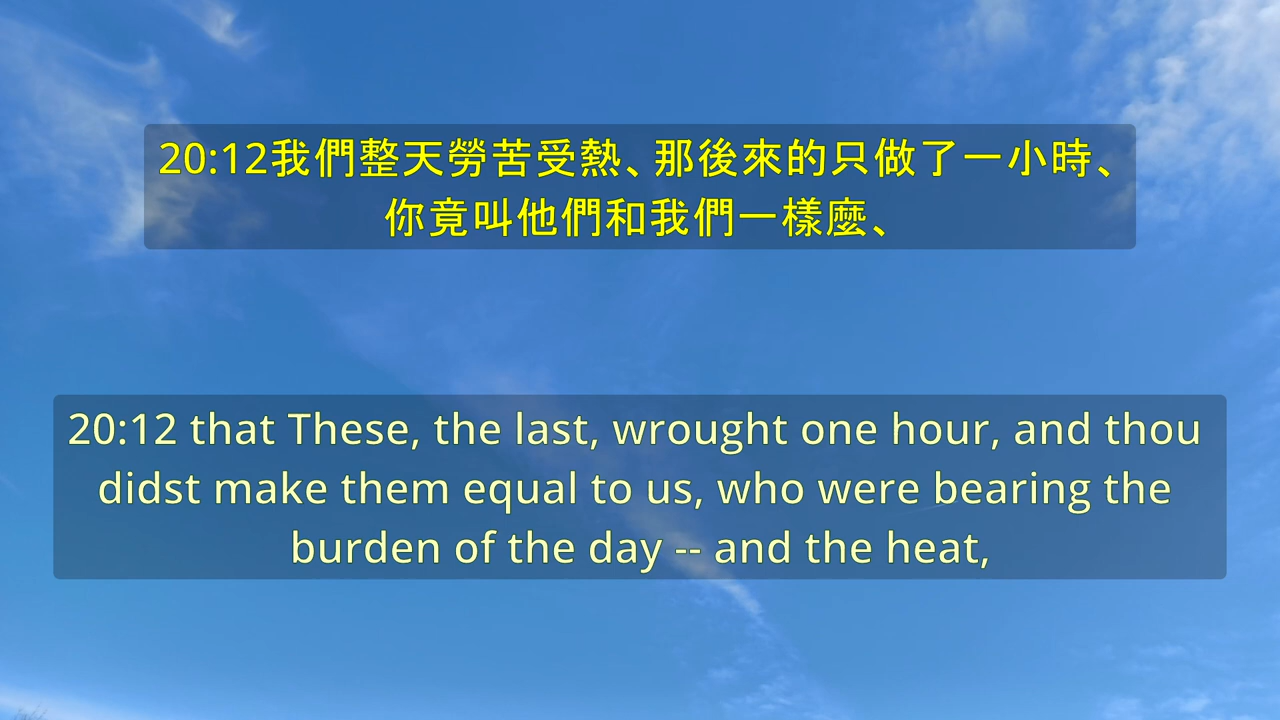 20:12我們整天勞苦受熱、那後來的只做了一小時、
你竟叫他們和我們一樣麼、
20:12 that These, the last, wrought one hour, and thou
didst make them equal to us, who were bearing the
burden of the day -- and the heat,